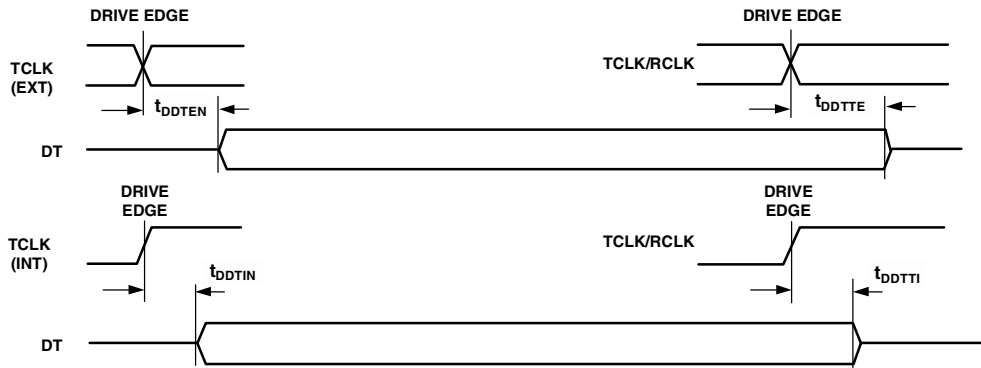 DRIVE EDGE
DRIVE EDGE
TCLK
(EXT)
TCLK/RCLK
tDDTEN
tDDTTE
DT
DRIVE
EDGE
DRIVE
EDGE
TCLK
(INT)
TCLK/RCLK
tDDTIN
tDDTTI
DT